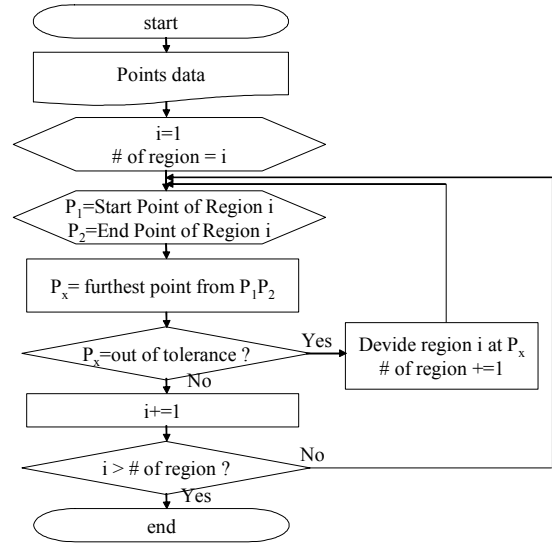 start
Points data
i=1
# of region = i
P₁=Start Point of Region i
P₂=End Point of Region i
Pₓ= furthest point from P₁P₂
Pₓ=out of tolerance ?
Yes
Devide region i at Pₓ
# of region +=1
No
i+=1
i > # of region ?
No
Yes
end